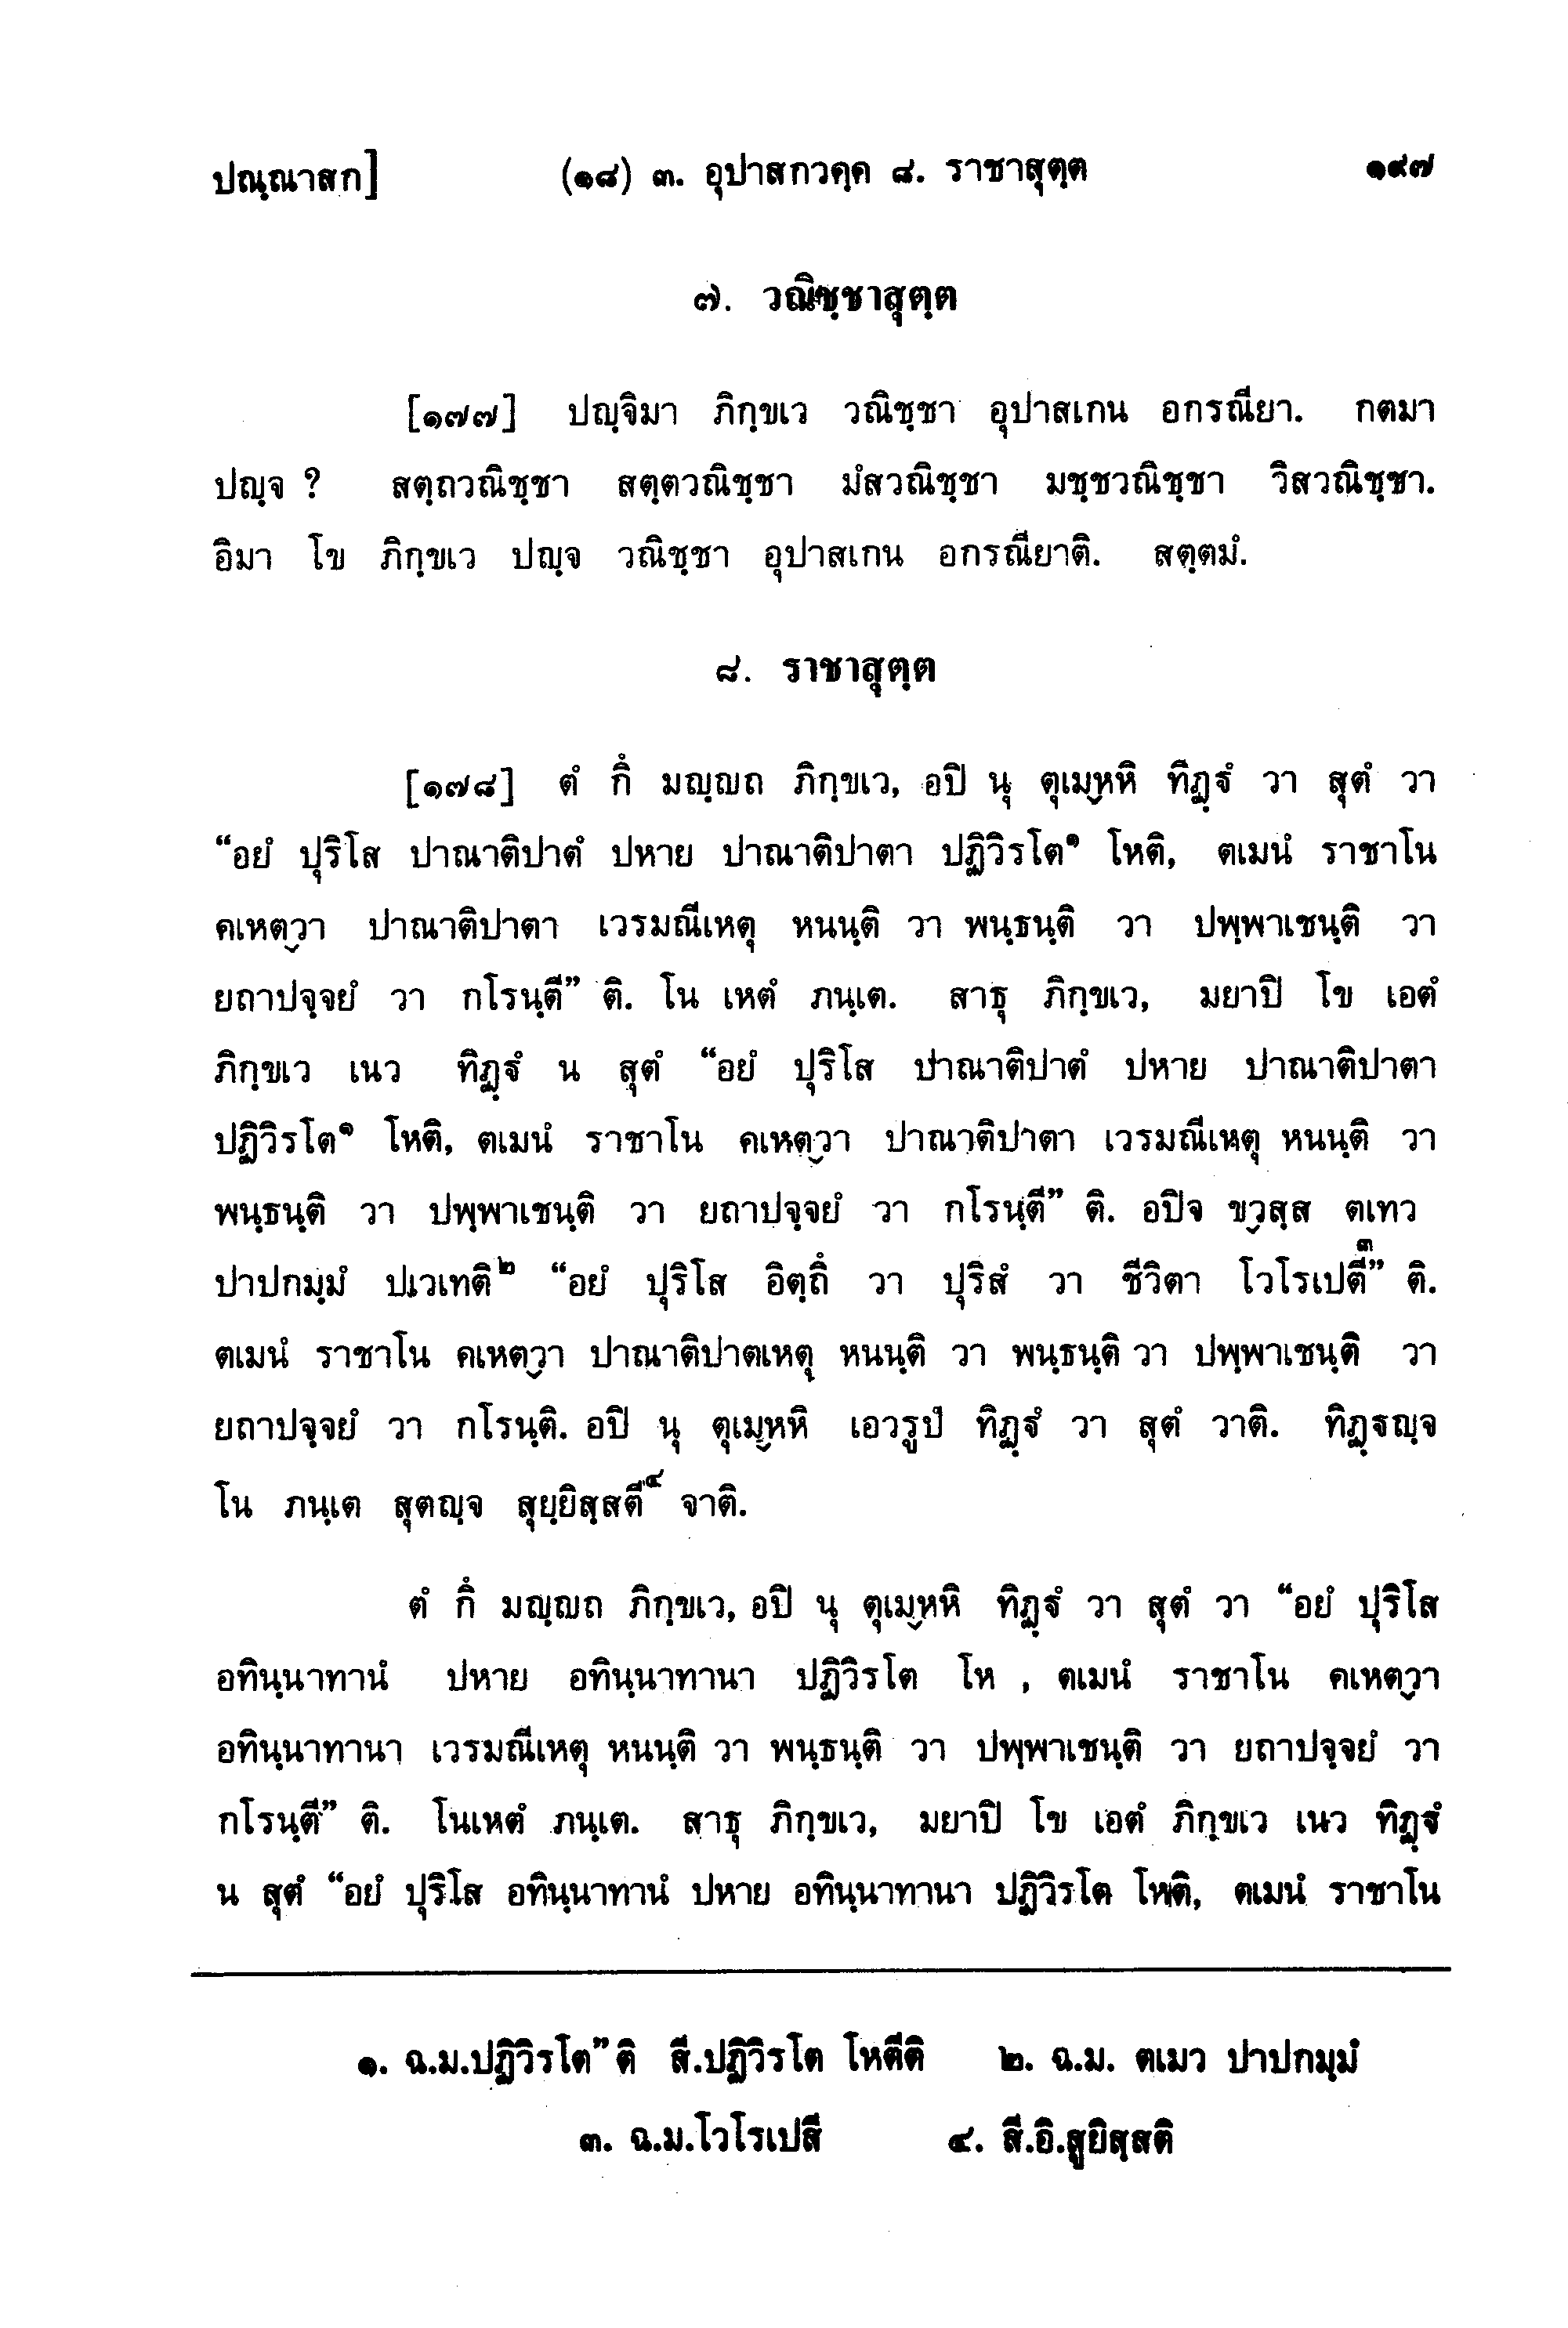 ปณฺณาสก] (๑๘) ๓. อุปาสกวคฺค ๘. ราชาสุตฺต ๑๙๗
๗. วณิชฺชาสุตฺต
[๑๗๗] ปญฺจิมา ภิกฺขเว วณิชฺชา อุปาสเกน อกรณียา. กตมา
ปญฺจ ? สตฺถวณิชฺชา สตฺตวณิชฺชา มํสวณิชฺชา มชฺชวณิชฺชา วิสวณิชฺชา.
อิมา โข ภิกฺขเว ปญฺจ วณิชฺชา อุปาสเกน อกรณียาติ. สตฺตมํ.
๘. ราชาสุตฺต
[๑๗๘] ตํ กึ มญฺญถ ภิกฺขเว, อปิ นุ ตุเมฺหหิ ทิฏฺฐํ วา สุตํ วา
“อยํ ปุริโส ปาณาติปาตํ ปหาย ปาณาติปาตา ปฏิวิรโต๑ โหติ, ตเมนํ ราชาโน
คเหตฺวา ปาณาติปาตา เวรมณีเหตุ หนนฺติ วา พนฺธนฺติ วา ปพฺพาเชนฺติ วา
ยถาปจฺจยํ วา กโรนฺตี” ติ. โน เหตํ ภนฺเต. สาธุ ภิกฺขเว, มยาปิ โข เอตํ
ภิกฺขเว เนว ทิฏฺฐํ น สุตํ “อยํ ปุริโส ปาณาติปาตํ ปหาย ปาณาติปาตา
ปฏิวิรโต๑ โหติ, ตเมนํ ราชาโน คเหตฺวา ปาณาติปาตา เวรมณีเหตุ หนนฺติ วา
พนฺธนฺติ วา ปพฺพาเชนฺติ วา ยถาปจฺจยํ วา กโรนฺตี” ติ. อปิจ ขฺวสฺส ตเทว
ปาปกมฺมํ ปเวเทติ๒ “อยํ ปุริโส อิตฺถึ วา ปุริสํ วา ชีวิตา โวโรเปตี๓” ติ.
ตเมนํ ราชาโน คเหตฺวา ปาณาติปาตเหตุ หนนฺติ วา พนฺธนฺติ วา ปพฺพาเชนฺติ วา
ยถาปจฺจยํ วา กโรนฺติ. อปิ นุ ตุเมฺหหิ เอวรูปํ ทิฏฺฐํ วา สุตํ วาติ. ทิฏฺฐญฺจ
โน ภนฺเต สุตญฺจ สุยฺยิสฺสตี๔ จาติ.
ตํ กึ มญฺญถ ภิกฺขเว, อปิ นุ ตุเมฺหหิ ทิฏฺฐํ วา สุตํ วา “อยํ ปุริโส
อทินฺนาทานํ ปหาย อทินฺนาทานา ปฏิวิรโต โห , ตเมนํ ราชาโน คเหตฺวา
อทินฺนาทานา เวรมณีเหตุ หนนฺติ วา พนฺธนฺติ วา ปพฺพาเชนฺติ วา ยถาปจฺจยํ วา
กโรนฺตี” ติ. โนเหตํ ภนฺเต. สาธุ ภิกฺขเว, มยาปิ โข เอตํ ภิกฺขเว เนว ทิฏฺฐํ
น สุตํ “อยํ ปุริโส อทินฺนาทานํ ปหาย อทินฺนาทานา ปฏิวิรโต โหติ, ตเมนํ ราชาโน
๑. ฉ.ม.ปฏิวิรโต”ติ สี.ปฏิวิรโต โหตีติ ๒. ฉ.ม. ตเมว ปาปกมฺมํ
๓. ฉ.ม.โวโรเปสี ๔. สี.อิ.สูยิสฺสติ